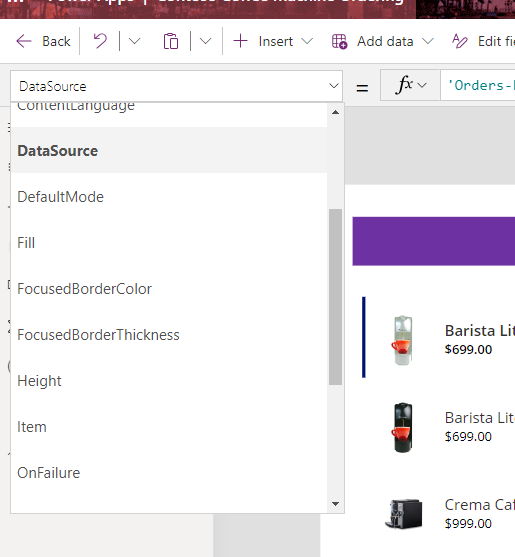 Back
Insert
Add data
Edit fi
DataSource
=
fx
'Orders-
ContentLanguage
DataSource
DefaultMode
Fill
FocusedBorderColor
FocusedBorderThickness
Height
Item
OnFailure
Barista Lit
$699.00
Barista Lit
$699.00
Crema Caf
$999.00